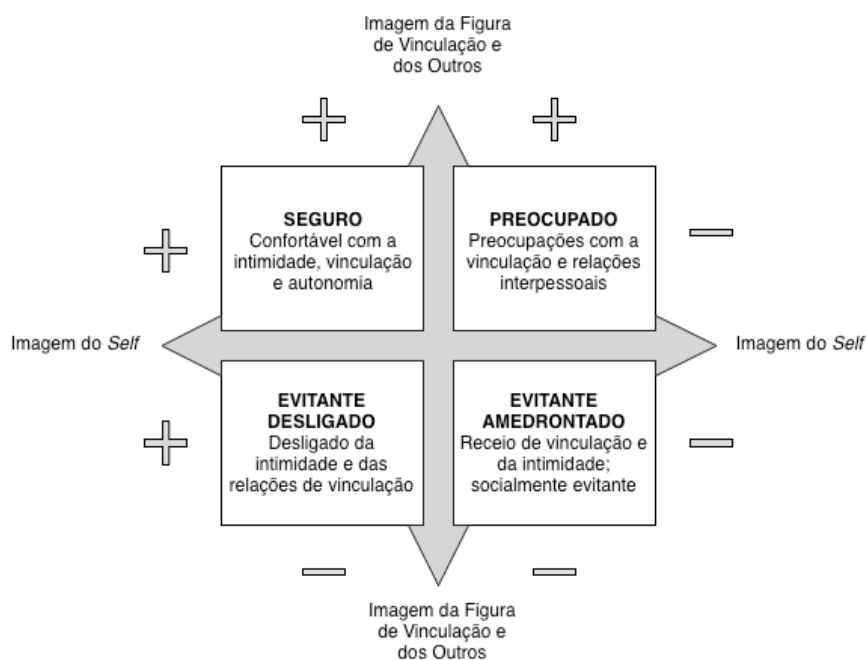 Imagem da Figura
de Vinculação e
dos Outros
SEGURO
Confortável com a
intimidade, vinculação
e autonomia
PREOCUPADO
Preocupações com a
vinculação e relações
interpessoais
Imagem do Self
Imagem do Self
EVITANTE
DESLIGADO
Desligado da
intimidade e das
relações de vinculação
EVITANTE
AMEDRONTADO
Receio de vinculação e
da intimidade;
socialmente evitante
Imagem da Figura
de Vinculação e
dos Outros